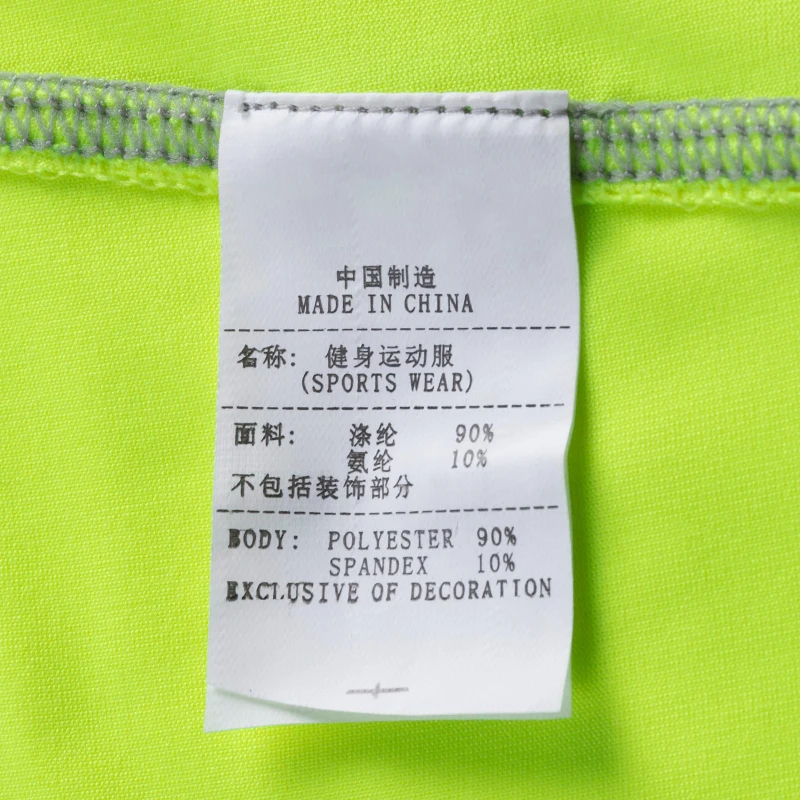 中国制造
MADE IN CHINA
名称: 健身运动服
(SPORTS WEAR)
面料: 涤纶 90%
氨纶 10%
不包括装饰部分
BODY: POLYESTER 90%
SPANDEX 10%
EXCLUSIVE OF DECORATION